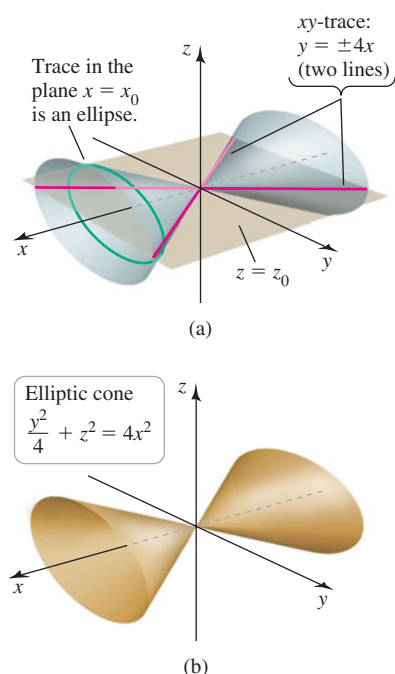 z
xy-trace:
y = ±4x
(two lines)
Trace in the
plane x = x₀
is an ellipse.
x
y
z = z₀
(a)
Elliptic cone
y²/4 + z² = 4x²
z
x
y
(b)